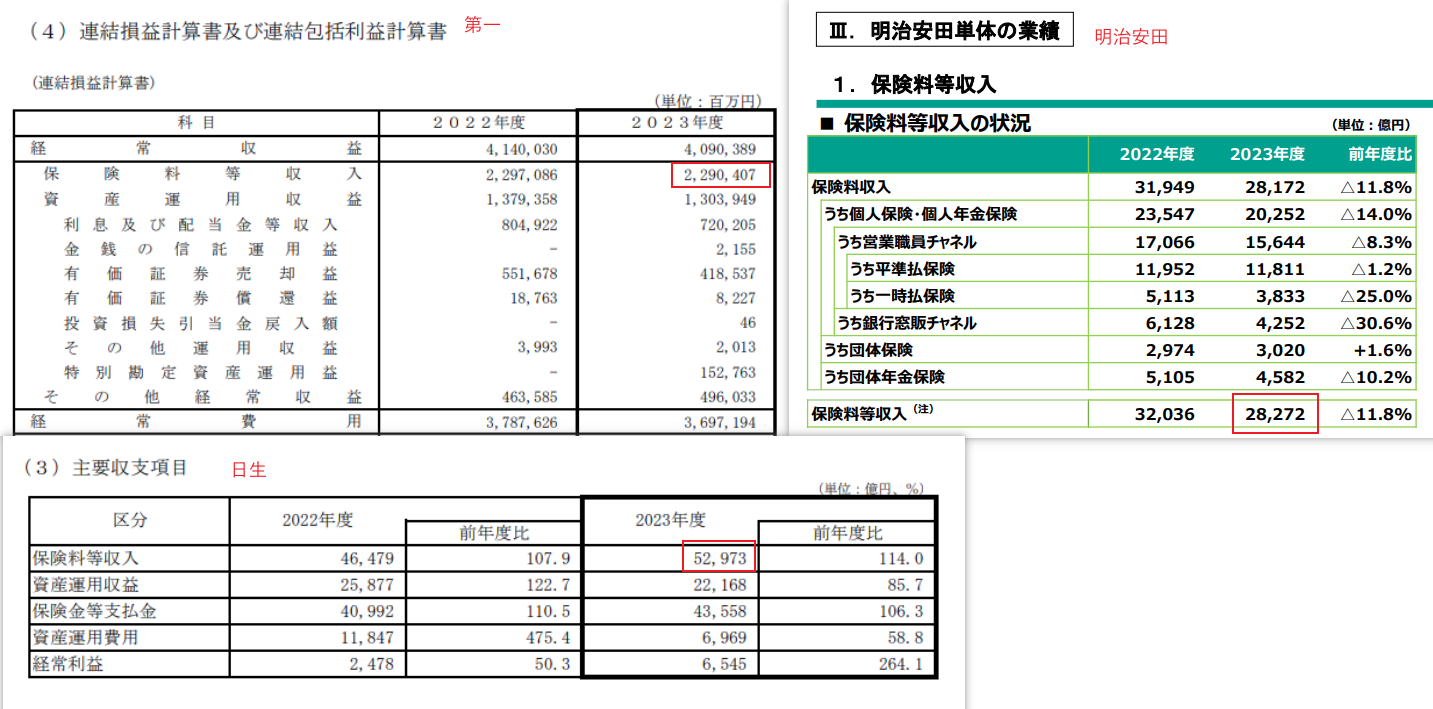 （４）連結損益計算書及び連結包括利益計算書 第一
（連結損益計算書）
（単位：百万円）
科 目 ２０２２年度 ２０２３年度
経常収益 4,140,030 4,090,389
保険料等収入 2,297,086 2,290,407
資産運用収益 1,379,358 1,303,949
利息及び配当金等収入 804,922 720,205
金銭の信託運用益 － 2,155
有価証券売却益 551,678 418,537
有価証券償還益 18,763 8,227
投資損失引当金戻入額 － 46
その他運用収益 3,993 2,013
特別勘定資産運用益 － 152,763
その他経常収益 463,585 496,033
経常費用 3,787,626 3,697,194
Ⅲ．明治安田単体の業績 明治安田
１．保険料等収入
■ 保険料等収入の状況 （単位：億円）
2022年度 2023年度 前年度比
保険料収入 31,949 28,172 △11.8%
うち個人保険・個人年金保険 23,547 20,252 △14.0%
うち営業職員チャネル 17,066 15,644 △8.3%
うち平準払保険 11,952 11,811 △1.2%
うち一時払保険 5,113 3,833 △25.0%
うち銀行窓販チャネル 6,128 4,252 △30.6%
うち団体保険 2,974 3,020 +1.6%
うち団体年金保険 5,105 4,582 △10.2%
保険料等収入（注） 32,036 28,272 △11.8%
（３）主要収支項目 日生
（単位：億円、%）
区分 2022年度 2023年度
前年度比 前年度比
保険料等収入 46,479 107.9 52,973 114.0
資産運用収益 25,877 122.7 22,168 85.7
保険金等支払金 40,992 110.5 43,558 106.3
資産運用費用 11,847 475.4 6,969 58.8
経常利益 2,478 50.3 6,545 264.1